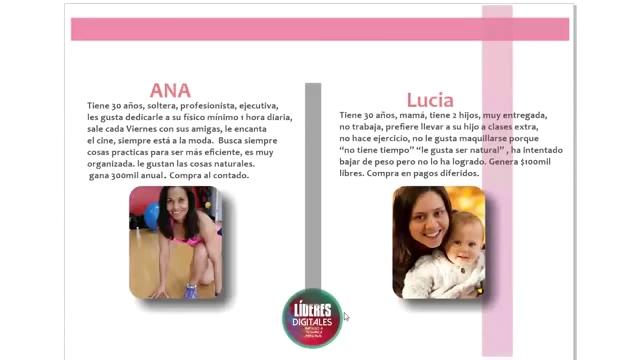 ANA
Tiene 30 años, soltera, profesionista, ejecutiva,
les gusta dedicarle a su físico mínimo 1 hora diaria,
sale cada Viernes con sus amigas, le encanta
el cine, siempre está a la moda. Busca siempre
cosas practicas para ser más eficiente, es muy
organizada. le gustan las cosas naturales.
gana 300mil anual. Compra al contado.
Lucia
Tiene 30 años, mamá, tiene 2 hijos, muy entregada,
no trabaja, prefiere llevar a su hijo a clases extra,
no hace ejercicio, no le gusta maquillarse porque
"no tiene tiempo" "le gusta ser natural" , ha intentado
bajar de peso pero no lo ha logrado. Genera $100mil
libres. Compra en pagos diferidos.
LÍDERES
DIGITALES